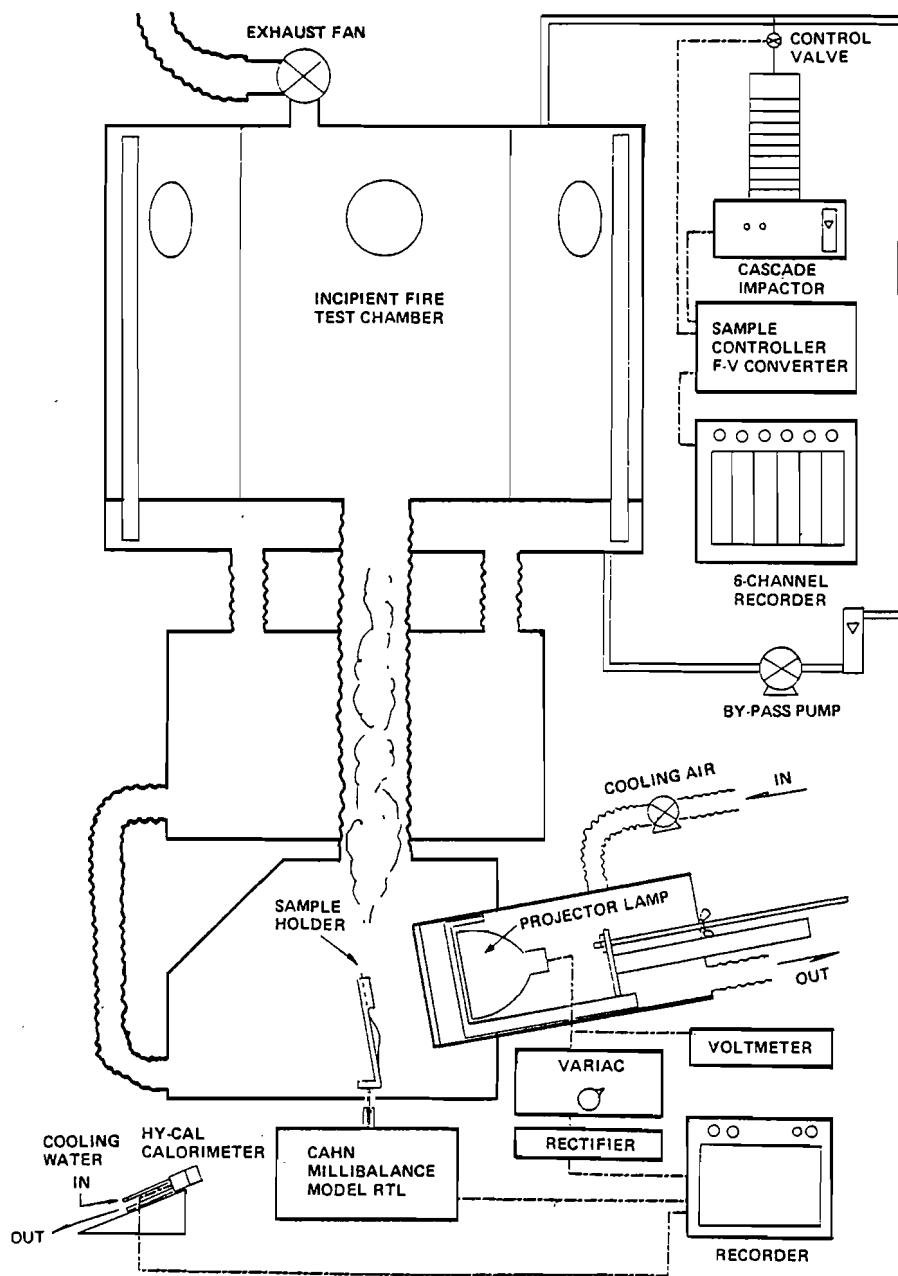 EXHAUST FAN
CONTROL
VALVE
INCIPIENT FIRE
TEST CHAMBER
CASCADE
IMPACTOR
SAMPLE
CONTROLLER
F-V CONVERTER
6-CHANNEL
RECORDER
BY-PASS PUMP
COOLING AIR
IN
SAMPLE
HOLDER
PROJECTOR LAMP
OUT
VOLTMETER
VARIAC
RECTIFIER
HY-CAL
CALORIMETER
COOLING
WATER
IN
OUT
CAHN
MILLIBALANCE
MODEL RTL
RECORDER